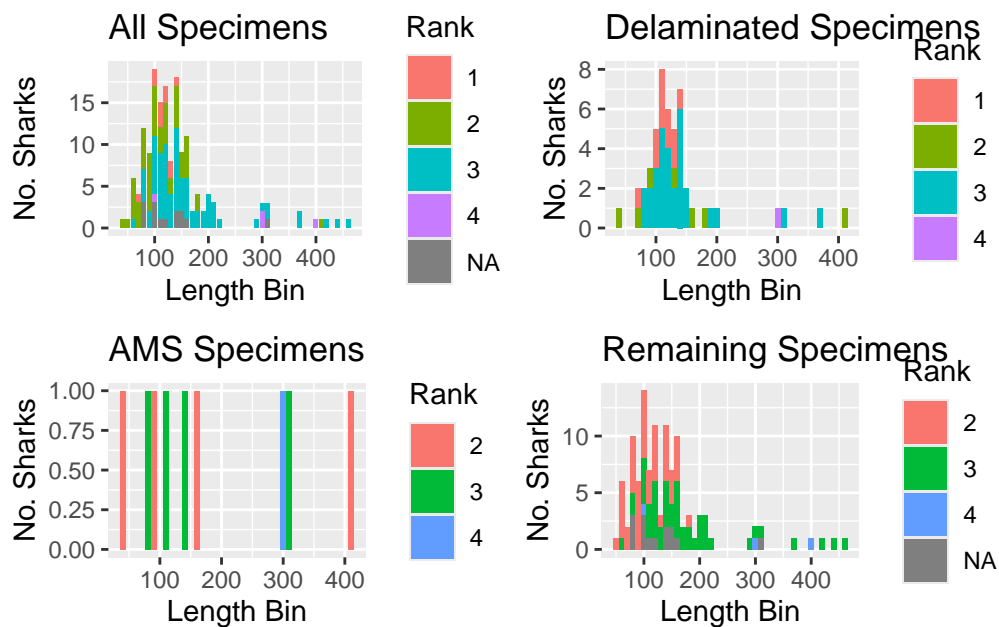 All Specimens
No. Sharks
15
10
5
0
100 200 300 400
Length Bin
Rank
1
2
3
4
NA
Delaminated Specimens
No. Sharks
8
6
4
2
0
100 200 300 400
Length Bin
Rank
1
2
3
4
AMS Specimens
No. Sharks
1.00
0.75
0.50
0.25
0.00
100 200 300 400
Length Bin
Rank
2
3
4
Remaining Specimens
No. Sharks
10
5
0
100 200 300 400
Length Bin
Rank
2
3
4
NA